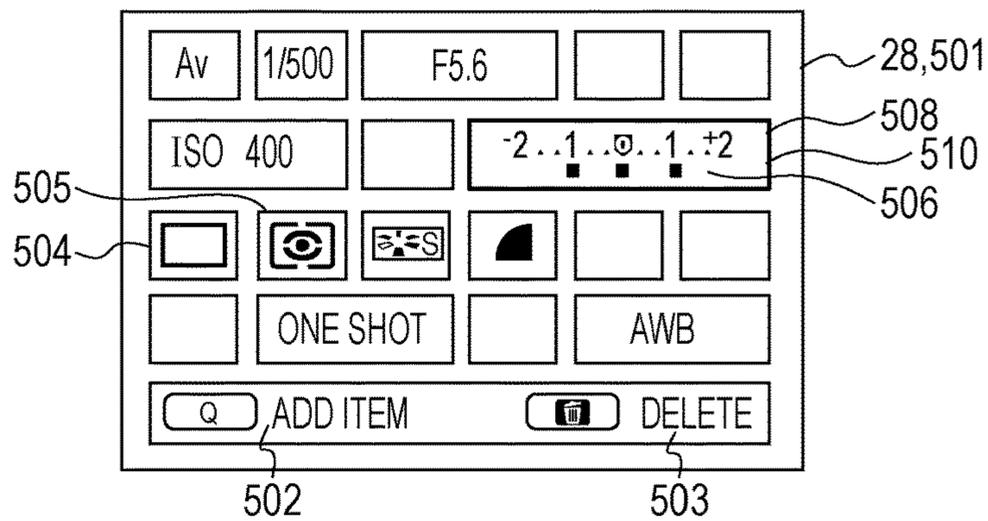 Av 1/500 F5.6 28,501
508
ISO 400 -2..1..0..1..+2 510
505 506
504 S
ONE SHOT AWB
Q ADD ITEM DELETE
502 503